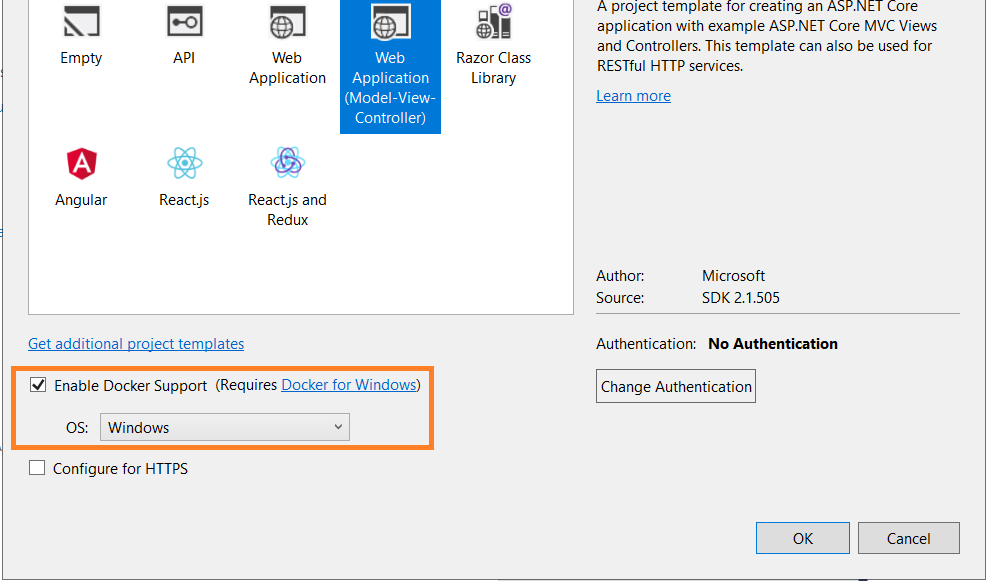 Empty
API
Web
Application
Web
Application
(Model-View-
Controller)
Razor Class
Library
Angular
React.js
React.js and
Redux
A project template for creating an ASP.NET Core
application with example ASP.NET Core MVC Views
and Controllers. This template can also be used for
RESTful HTTP services.
Learn more
Author: Microsoft
Source: SDK 2.1.505
Get additional project templates
Authentication: No Authentication
Change Authentication
Enable Docker Support (Requires Docker for Windows)
OS: Windows
Configure for HTTPS
OK
Cancel